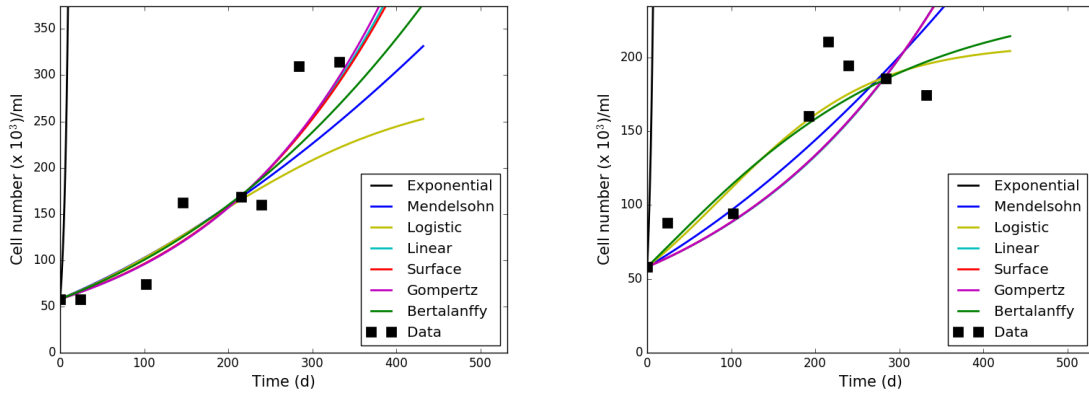 Cell number (x 10³)/ml
350
300
250
200
150
100
50
0
0 100 200 300 400 500
Time (d)
Exponential
Mendelsohn
Logistic
Linear
Surface
Gompertz
Bertalanffy
Data
Cell number (x 10³)/ml
200
150
100
50
0
0 100 200 300 400 500
Time (d)
Exponential
Mendelsohn
Logistic
Linear
Surface
Gompertz
Bertalanffy
Data